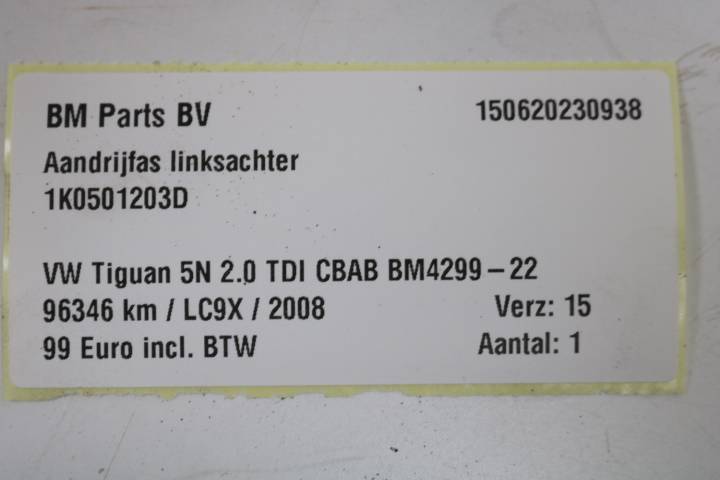 BM Parts BV 150620230938
Aandrijfas linksachter
1K0501203D
VW Tiguan 5N 2.0 TDI CBAB BM4299-22
96346 km / LC9X / 2008 Verz: 15
99 Euro incl. BTW Aantal: 1